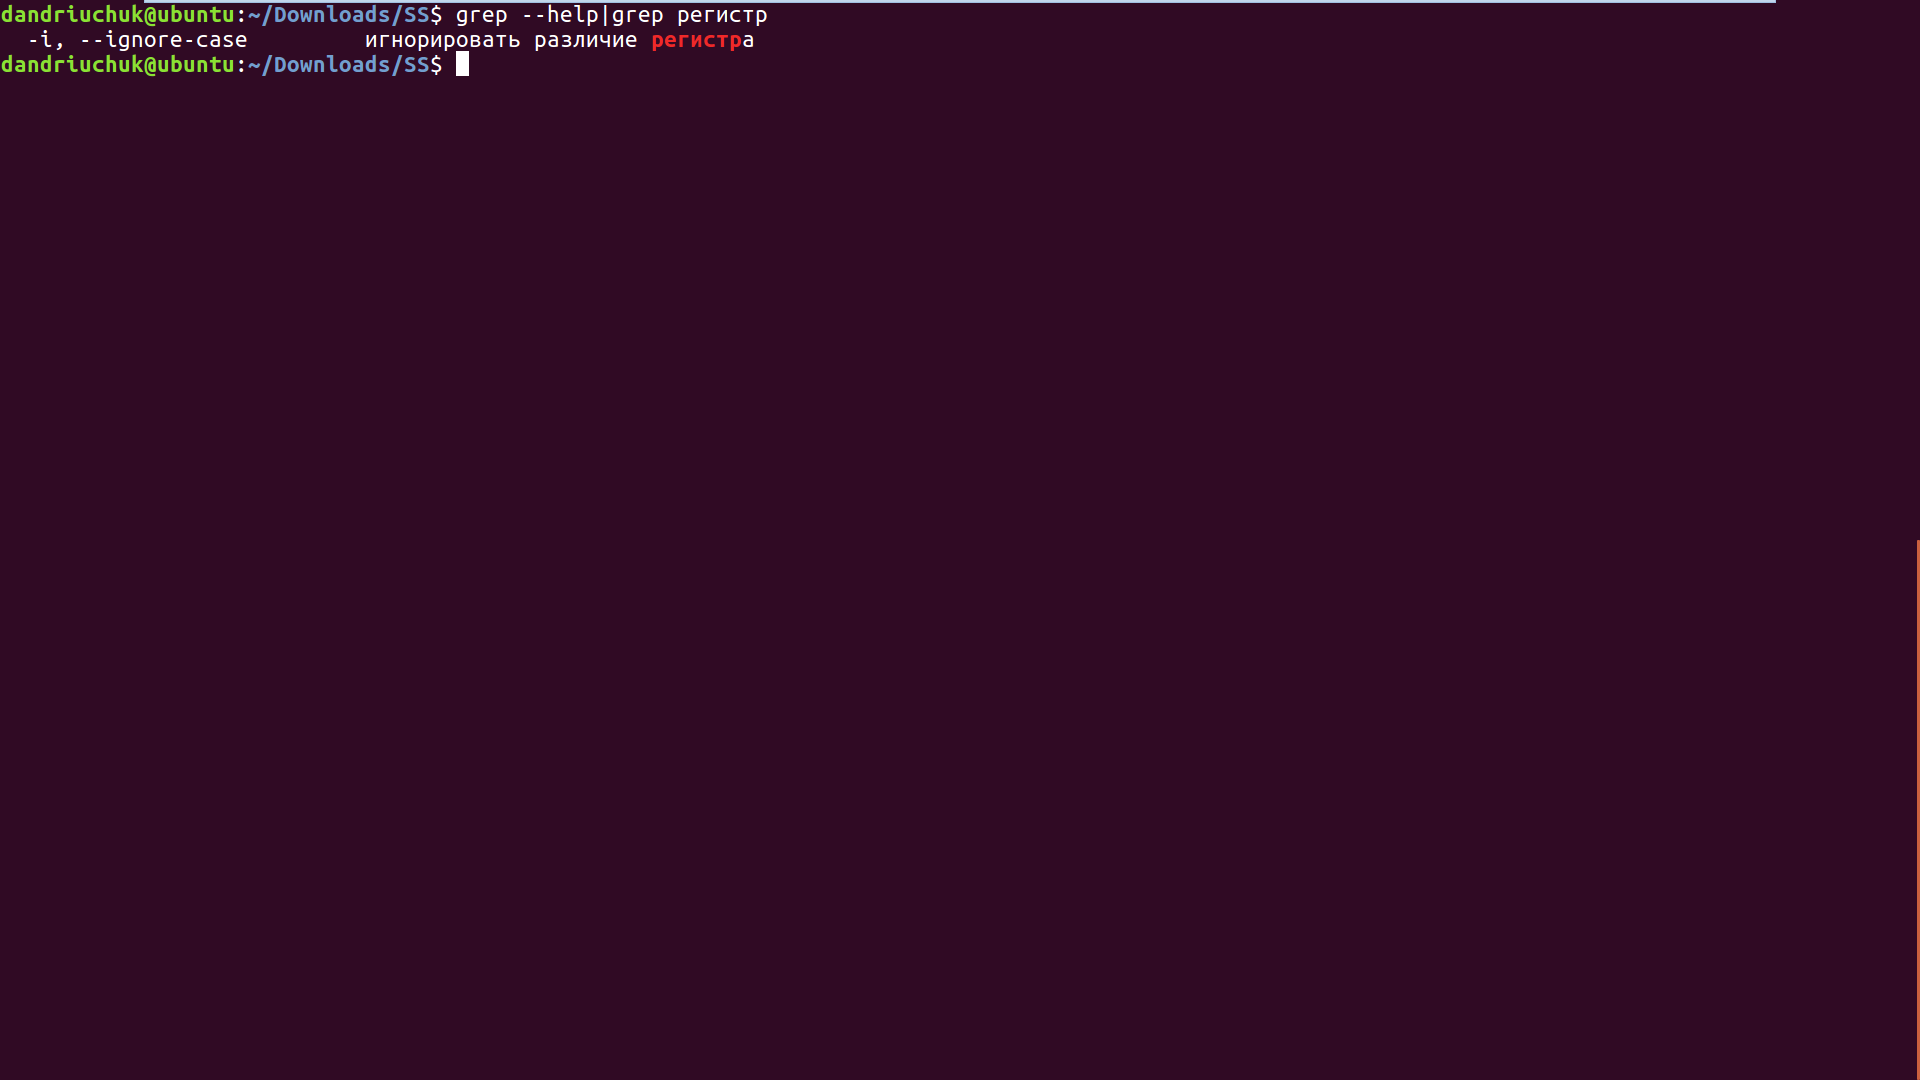 dandriuchuk@ubuntu:~/Downloads/SS$ grep --help|grep регистр
  -i, --ignore-case         игнорировать различие регистра
dandriuchuk@ubuntu:~/Downloads/SS$